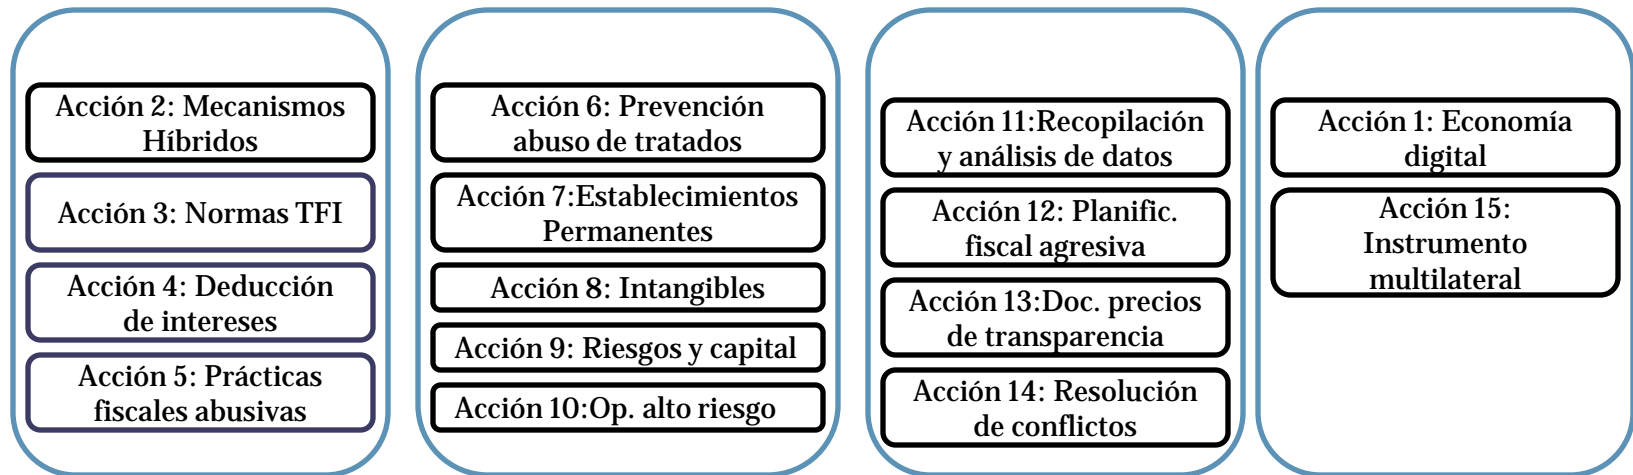 Acción 2: Mecanismos
Híbridos
Acción 3: Normas TFI
Acción 4: Deducción
de intereses
Acción 5: Prácticas
fiscales abusivas
Acción 6: Prevención
abuso de tratados
Acción 7:Establecimientos
Permanentes
Acción 8: Intangibles
Acción 9: Riesgos y capital
Acción 10:Op. alto riesgo
Acción 11:Recopilación
y análisis de datos
Acción 12: Planific.
fiscal agresiva
Acción 13:Doc. precios
de transparencia
Acción 14: Resolución
de conflictos
Acción 1: Economía
digital
Acción 15:
Instrumento
multilateral